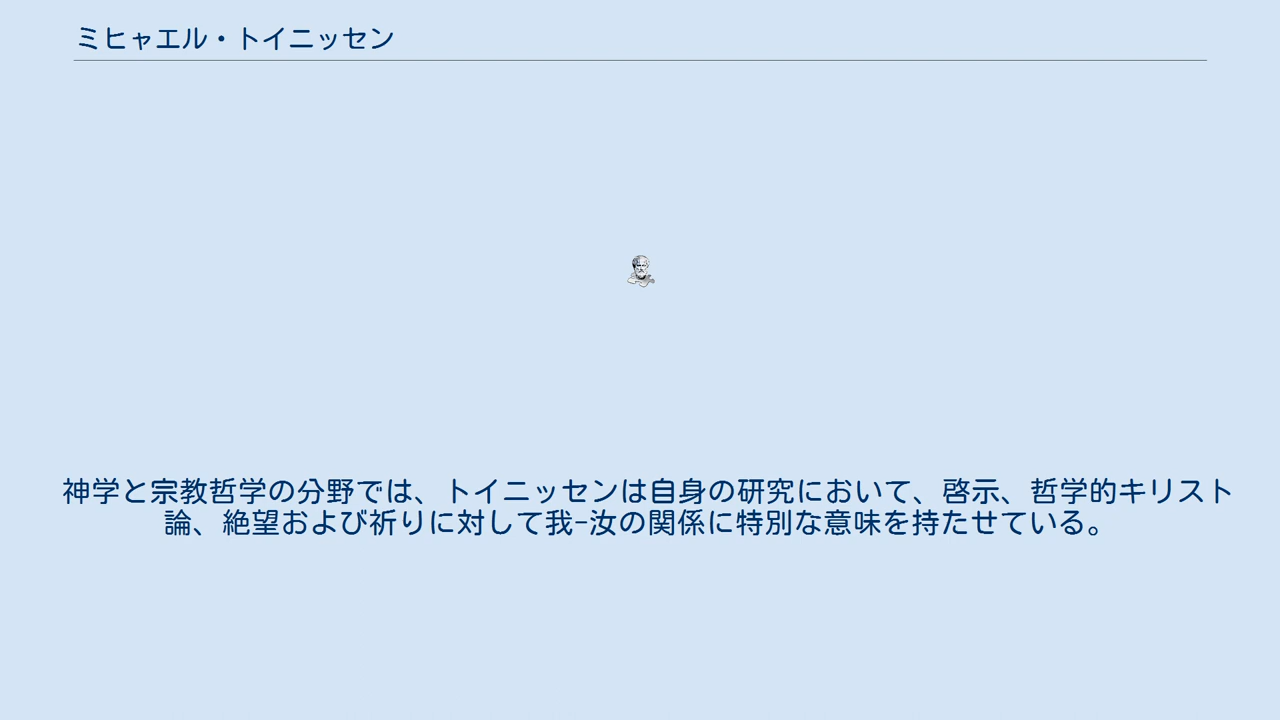 ミヒャエル・トイニッセン
神学と宗教哲学の分野では、トイニッセンは自身の研究において、啓示、哲学的キリスト
論、絶望および祈りに対して我-汝の関係に特別な意味を持たせている。